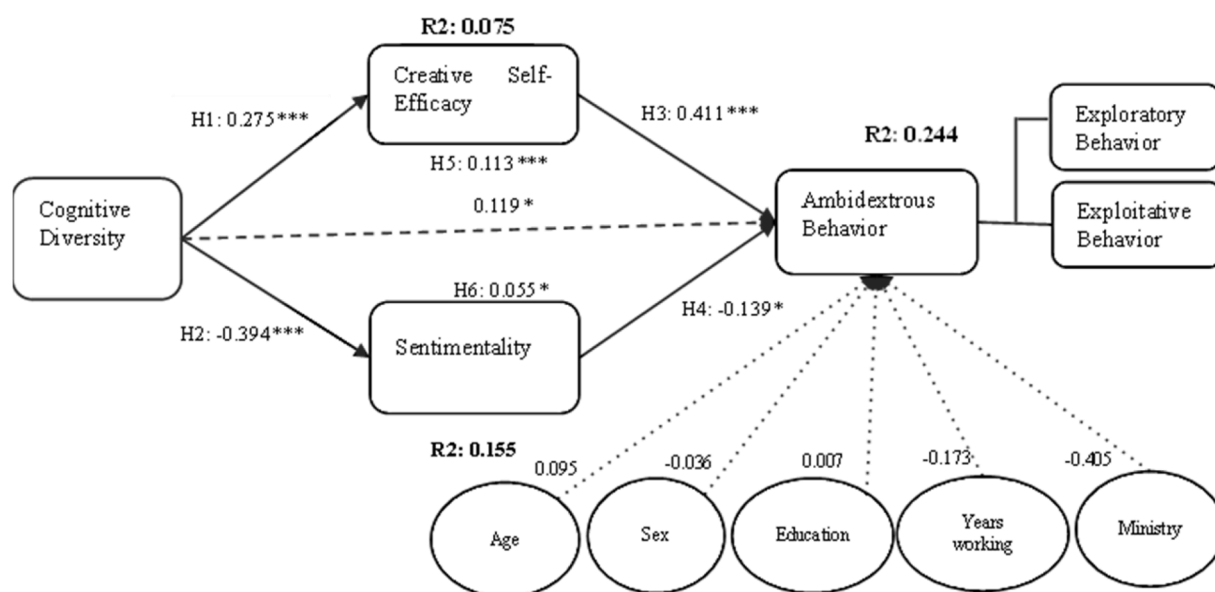 R2: 0.075
Creative Self-
Efficacy
H1: 0.275***
H3: 0.411***
R2: 0.244
Exploratory
Behavior
H5: 0.113***
Cognitive
Diversity
0.119*
Ambidextrous
Behavior
Exploitative
Behavior
H6: 0.055*
H2: -0.394***
Sentimentality
H4: -0.139*
R2: 0.155
0.095
-0.036
0.007
-0.173
-0.405
Age
Sex
Education
Years
working
Ministry